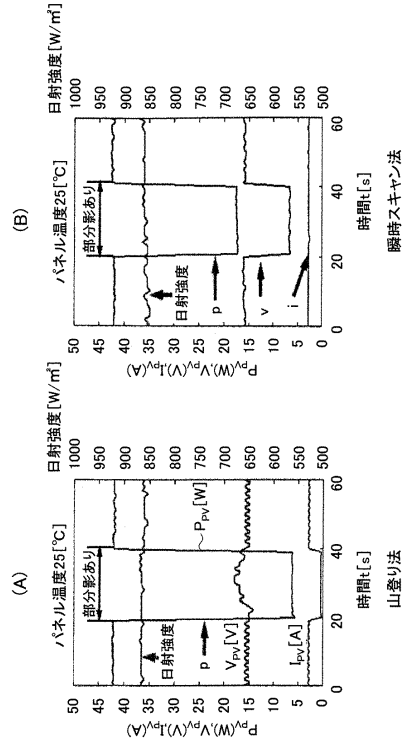 (A)
パネル温度25[℃]
日射強度[W/m²]
部分影あり
50
45
40
35
30
25
20
15
10
5
0
1000
950
900
850
800
750
700
650
600
550
500
日射強度
p
P_PV[W]
V_PV[V]
I_PV[A]
P_PV(W),V_PV(V),I_PV(A)
0
20
40
60
時間t[s]
山登り法
(B)
パネル温度25[℃]
日射強度[W/m²]
部分影あり
50
45
40
35
30
25
20
15
10
5
0
1000
950
900
850
800
750
700
650
600
550
500
日射強度
p
v
i
P_PV(W),V_PV(V),I_PV(A)
0
20
40
60
時間t[s]
瞬時スキャン法